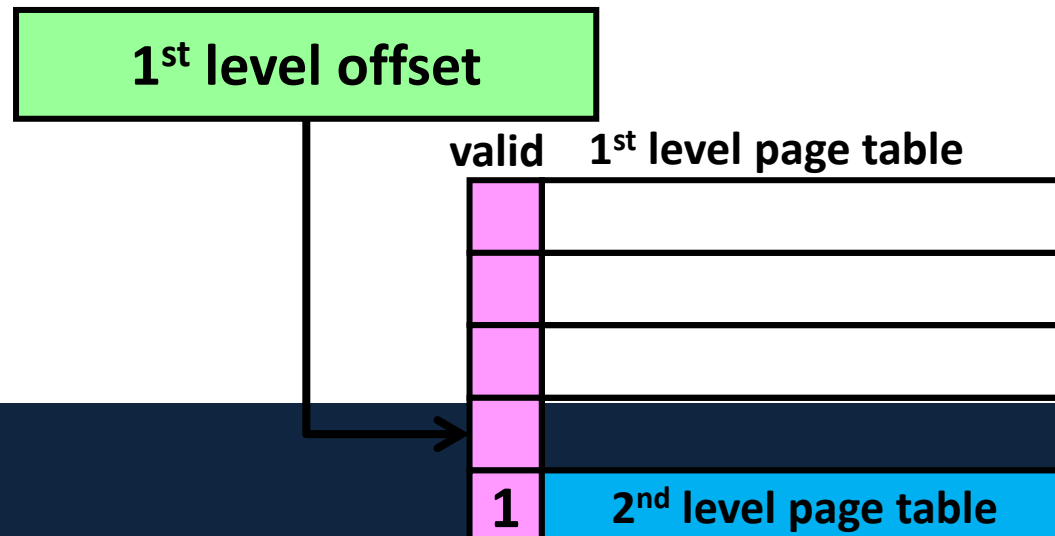 1st level offset
valid 1st level page table
1 2nd level page table